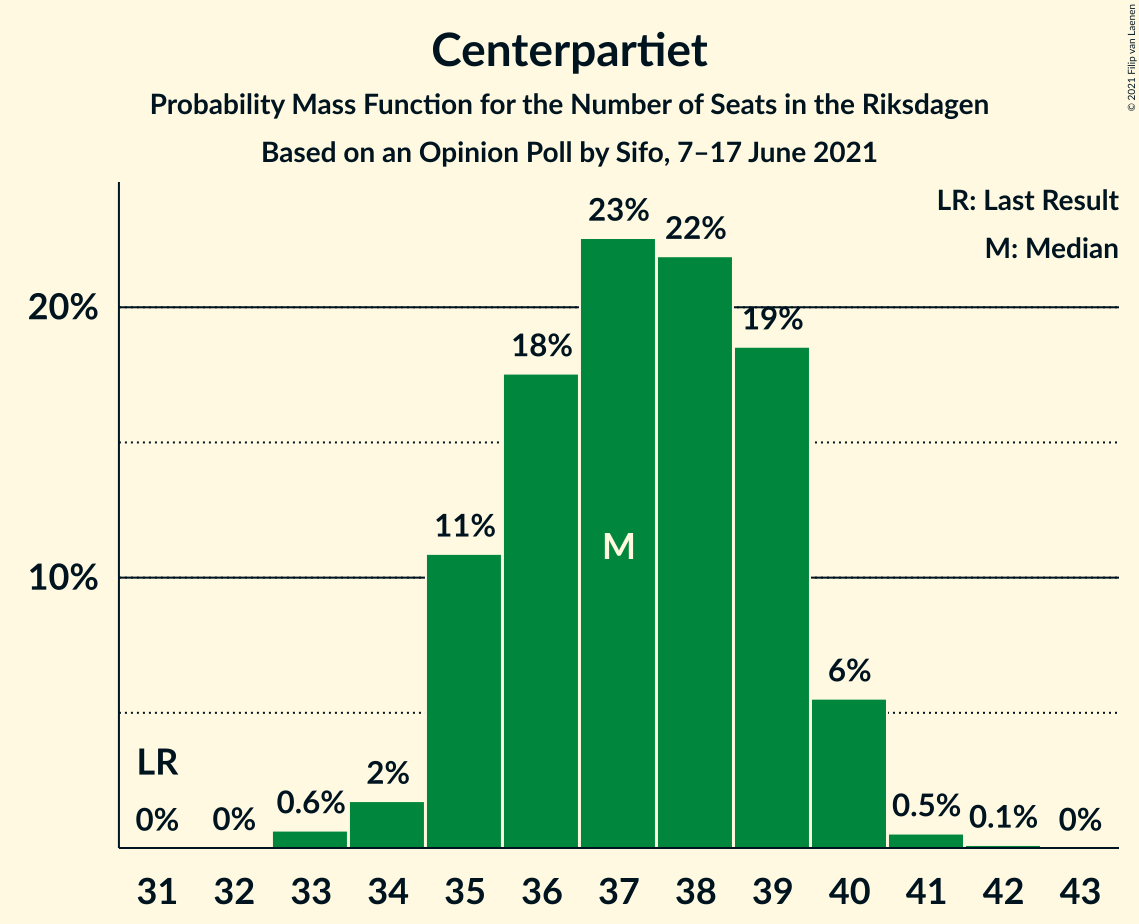 Centerpartiet
Probability Mass Function for the Number of Seats in the Riksdagen
Based on an Opinion Poll by Sifo, 7–17 June 2021
© 2021 Filip van Laenen
LR: Last Result
M: Median
23%
22%
20%
19%
18%
11%
M
10%
6%
LR
2%
0% 0% 0.6% 0.5% 0.1% 0%
31 32 33 34 35 36 37 38 39 40 41 42 43